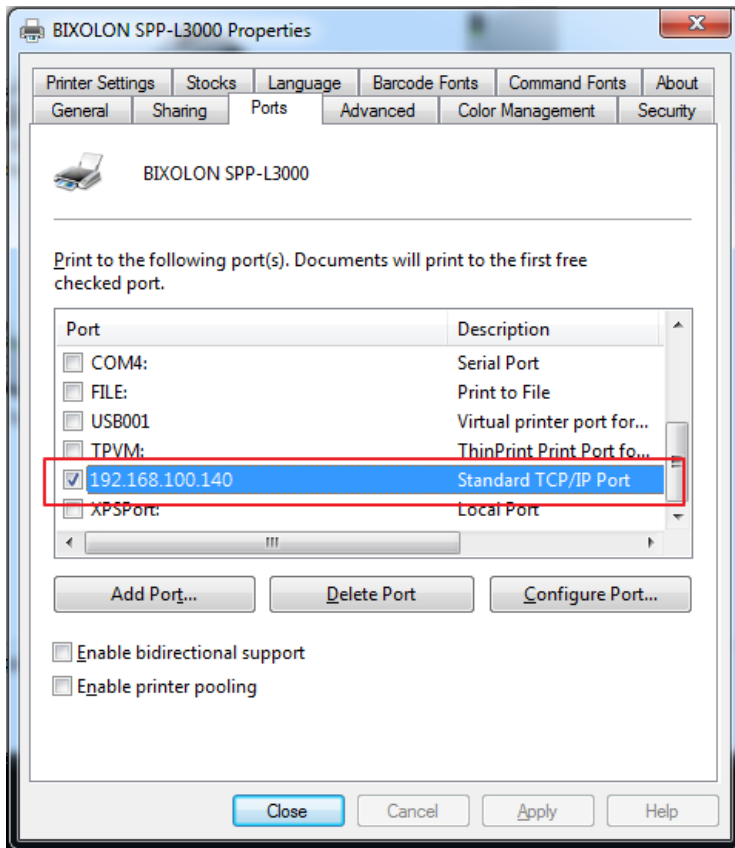 BIXOLON SPP-L3000 Properties
Printer Settings Stocks Language Barcode Fonts Command Fonts About
General Sharing Ports Advanced Color Management Security
BIXOLON SPP-L3000
Print to the following port(s). Documents will print to the first free
checked port.
Port Description
COM4: Serial Port
FILE: Print to File
USB001 Virtual printer port for...
TPVM: ThinPrint Print Port fo...
192.168.100.140 Standard TCP/IP Port
XPSPort: Local Port
Add Port... Delete Port Configure Port...
Enable bidirectional support
Enable printer pooling
Close Cancel Apply Help